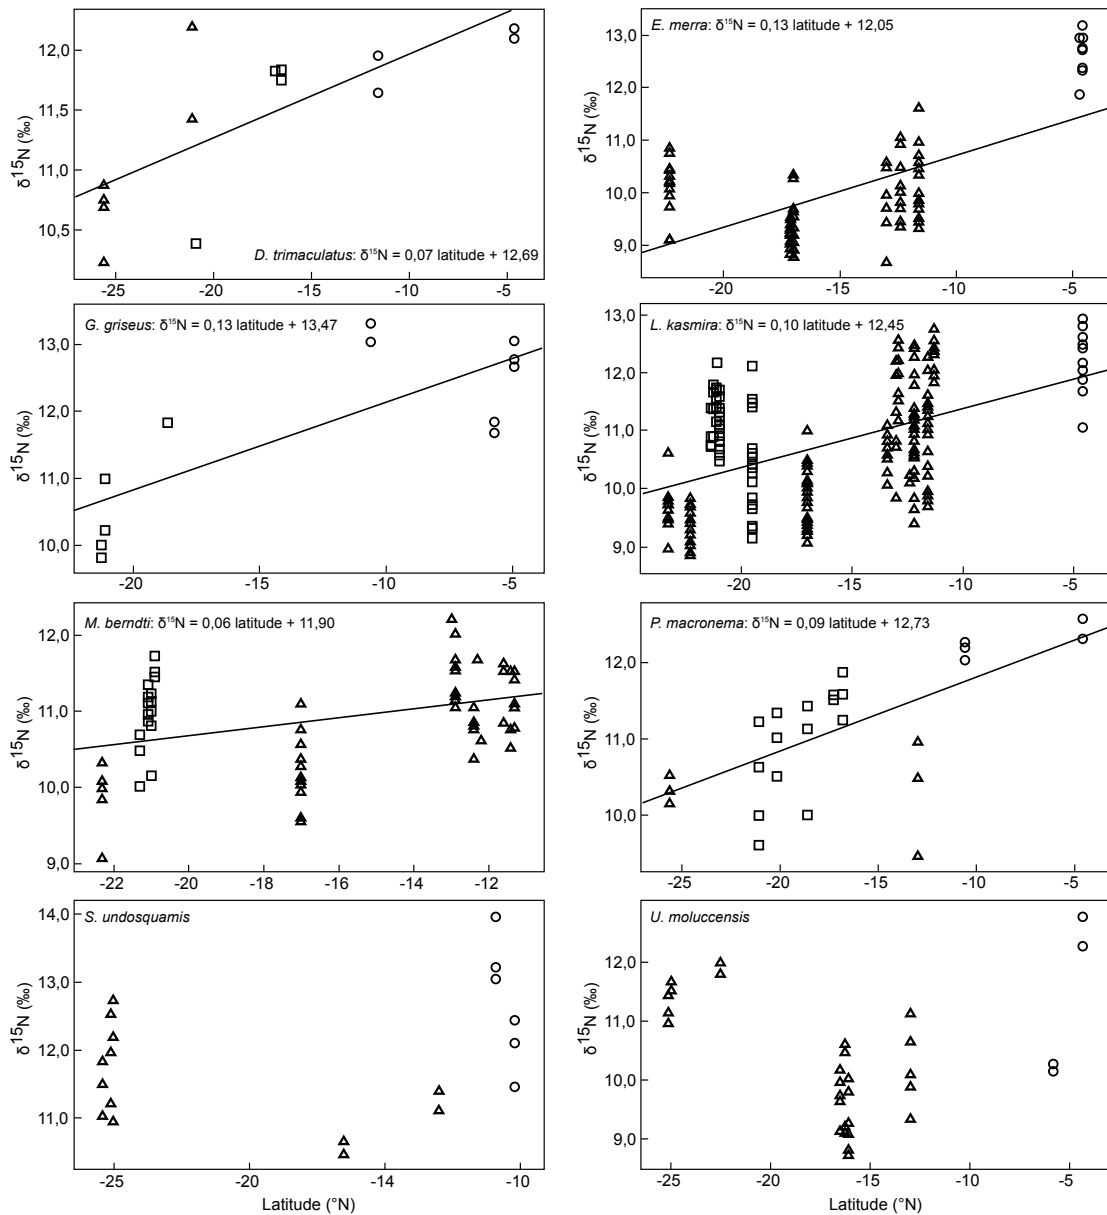 12,0
11,5
11,0
10,5
δ¹⁵N (‰)
D. trimaculatus: δ¹⁵N = 0,07 latitude + 12,69
-25 -20 -15 -10 -5
E. merra: δ¹⁵N = 0,13 latitude + 12,05
13,0
12,0
11,0
10,0
9,0
δ¹⁵N (‰)
-20 -15 -10 -5
G. griseus: δ¹⁵N = 0,13 latitude + 13,47
13,0
12,0
11,0
10,0
δ¹⁵N (‰)
-20 -15 -10 -5
L. kasmira: δ¹⁵N = 0,10 latitude + 12,45
13,0
12,0
11,0
10,0
9,0
δ¹⁵N (‰)
-20 -15 -10 -5
M. berndti: δ¹⁵N = 0,06 latitude + 11,90
12,0
11,0
10,0
9,0
δ¹⁵N (‰)
-22 -20 -18 -16 -14 -12
P. macronema: δ¹⁵N = 0,09 latitude + 12,73
12,0
11,0
10,0
δ¹⁵N (‰)
-25 -20 -15 -10 -5
S. undosquamis
14,0
13,0
12,0
11,0
δ¹⁵N (‰)
-25 -20 -15 -10
Latitude (°N)
U. moluccensis
12,0
11,0
10,0
9,0
δ¹⁵N (‰)
-25 -20 -15 -10 -5
Latitude (°N)